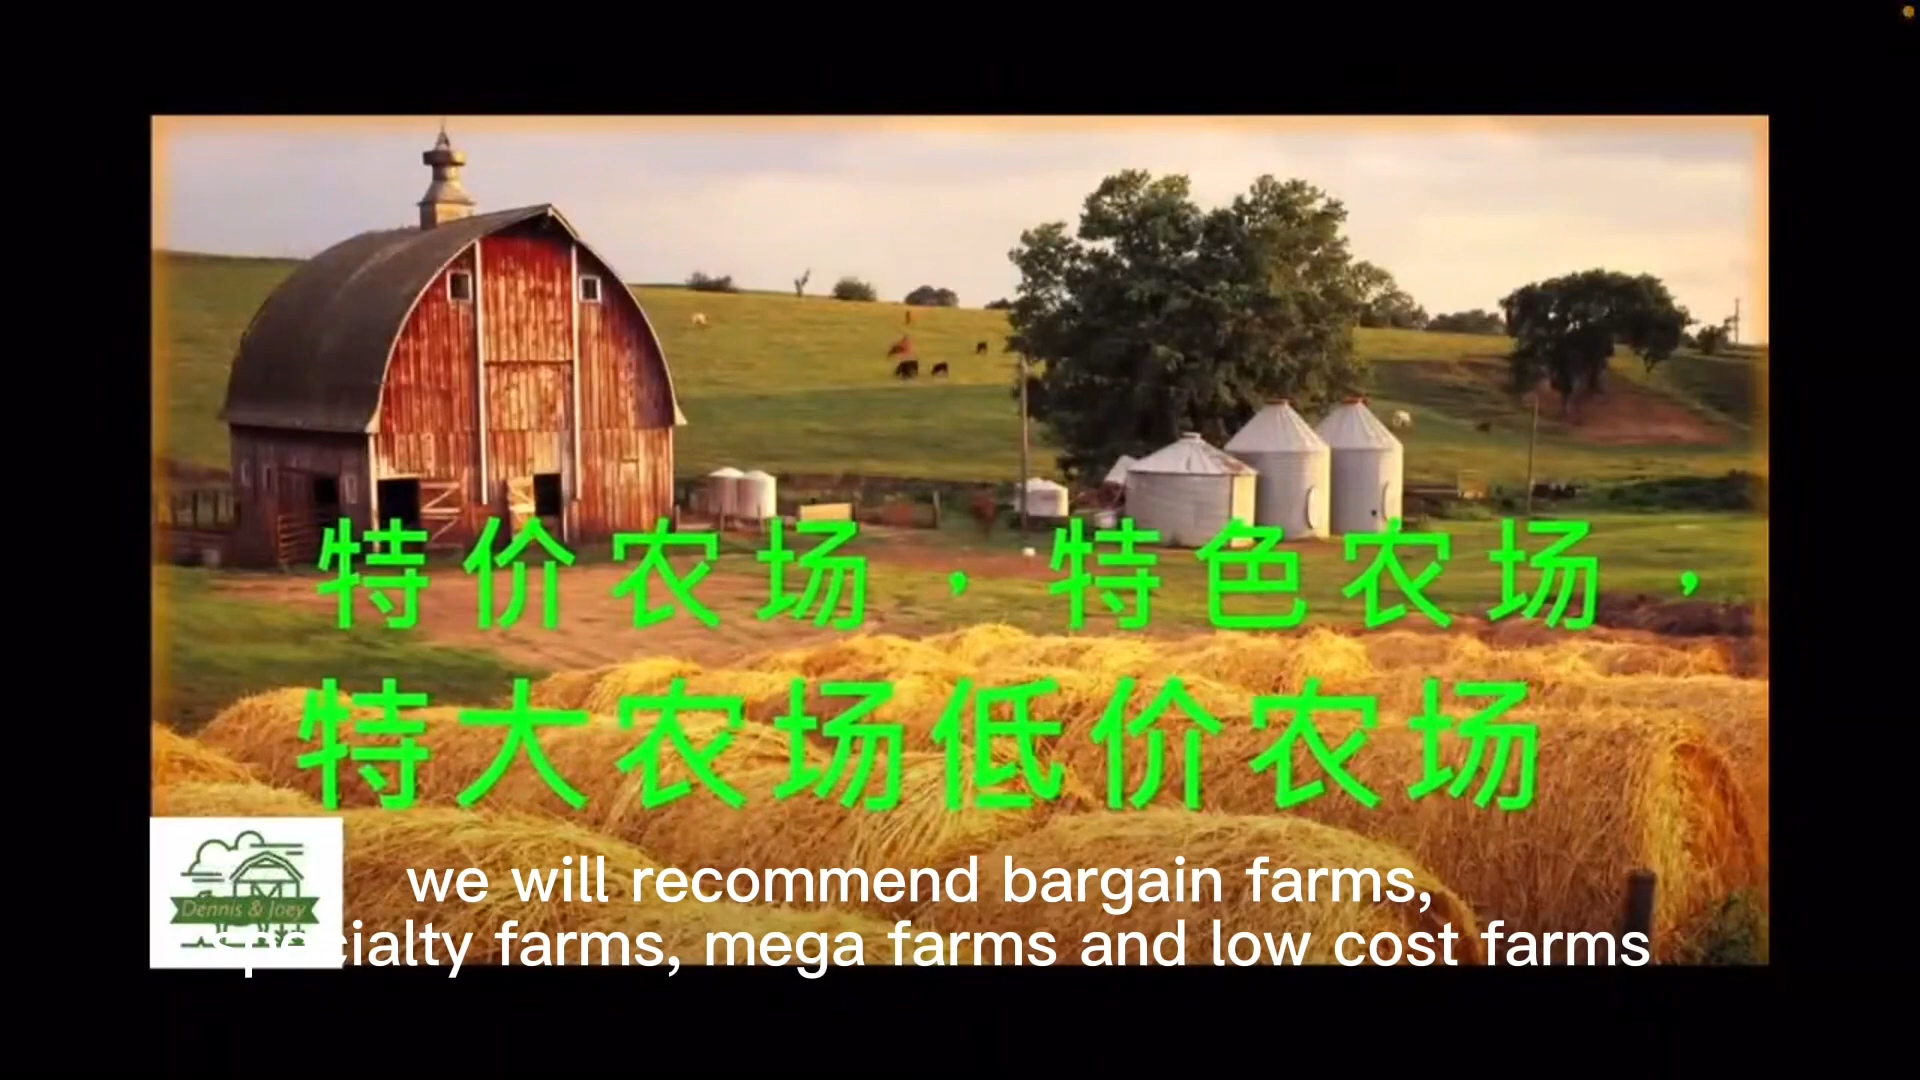 特价农场，特色农场，
特大农场低价农场
Dennis & Joey
we will recommend bargain farms,
specialty farms, mega farms and low cost farms